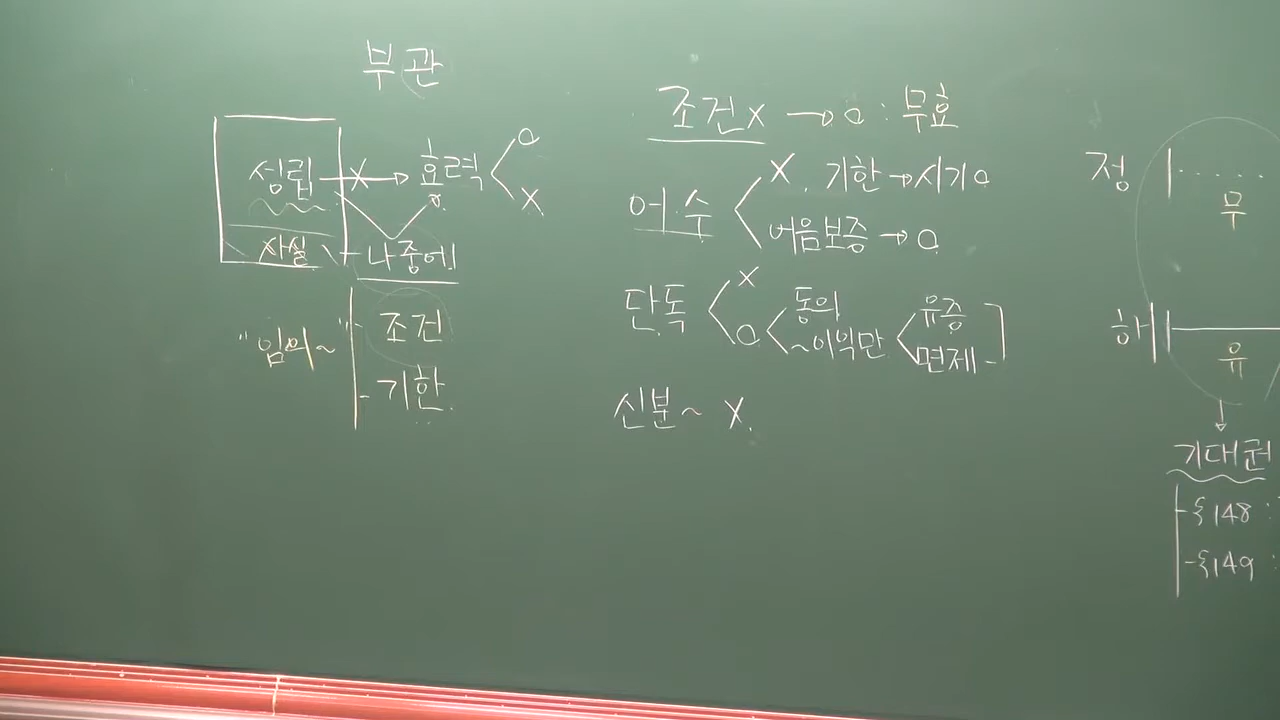 부관
성립 X → 효력 O
X
사실 나중에
"임의~" - 조건
- 기한
조건X → O : 무효
어·수 X. 기한→시기O
어음보증 → O
단독 X
O 동의
~이익만 유증
면제
신분~ X
정
무
해
유
↓
기대권
- §148 :
- §149 :